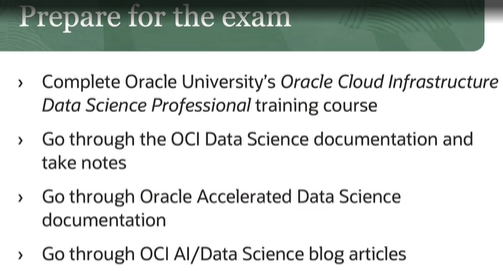 Prepare for the exam
› Complete Oracle University's Oracle Cloud Infrastructure
Data Science Professional training course
› Go through the OCI Data Science documentation and
take notes
› Go through Oracle Accelerated Data Science
documentation
› Go through OCI AI/Data Science blog articles